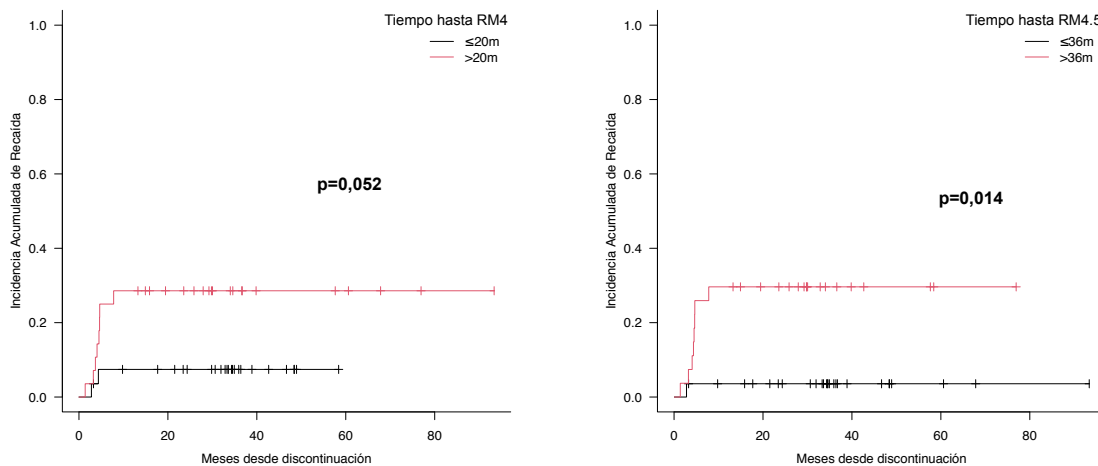 Tiempo hasta RM4
≤20m
>20m
1.0
0.8
0.6
0.4
0.2
0.0
Incidencia Acumulada de Recaída
p=0,052
0
20
40
60
80
Meses desde discontinuación
Tiempo hasta RM4.5
≤36m
>36m
1.0
0.8
0.6
0.4
0.2
0.0
Incidencia Acumulada de Recaída
p=0,014
0
20
40
60
80
Meses desde discontinuación